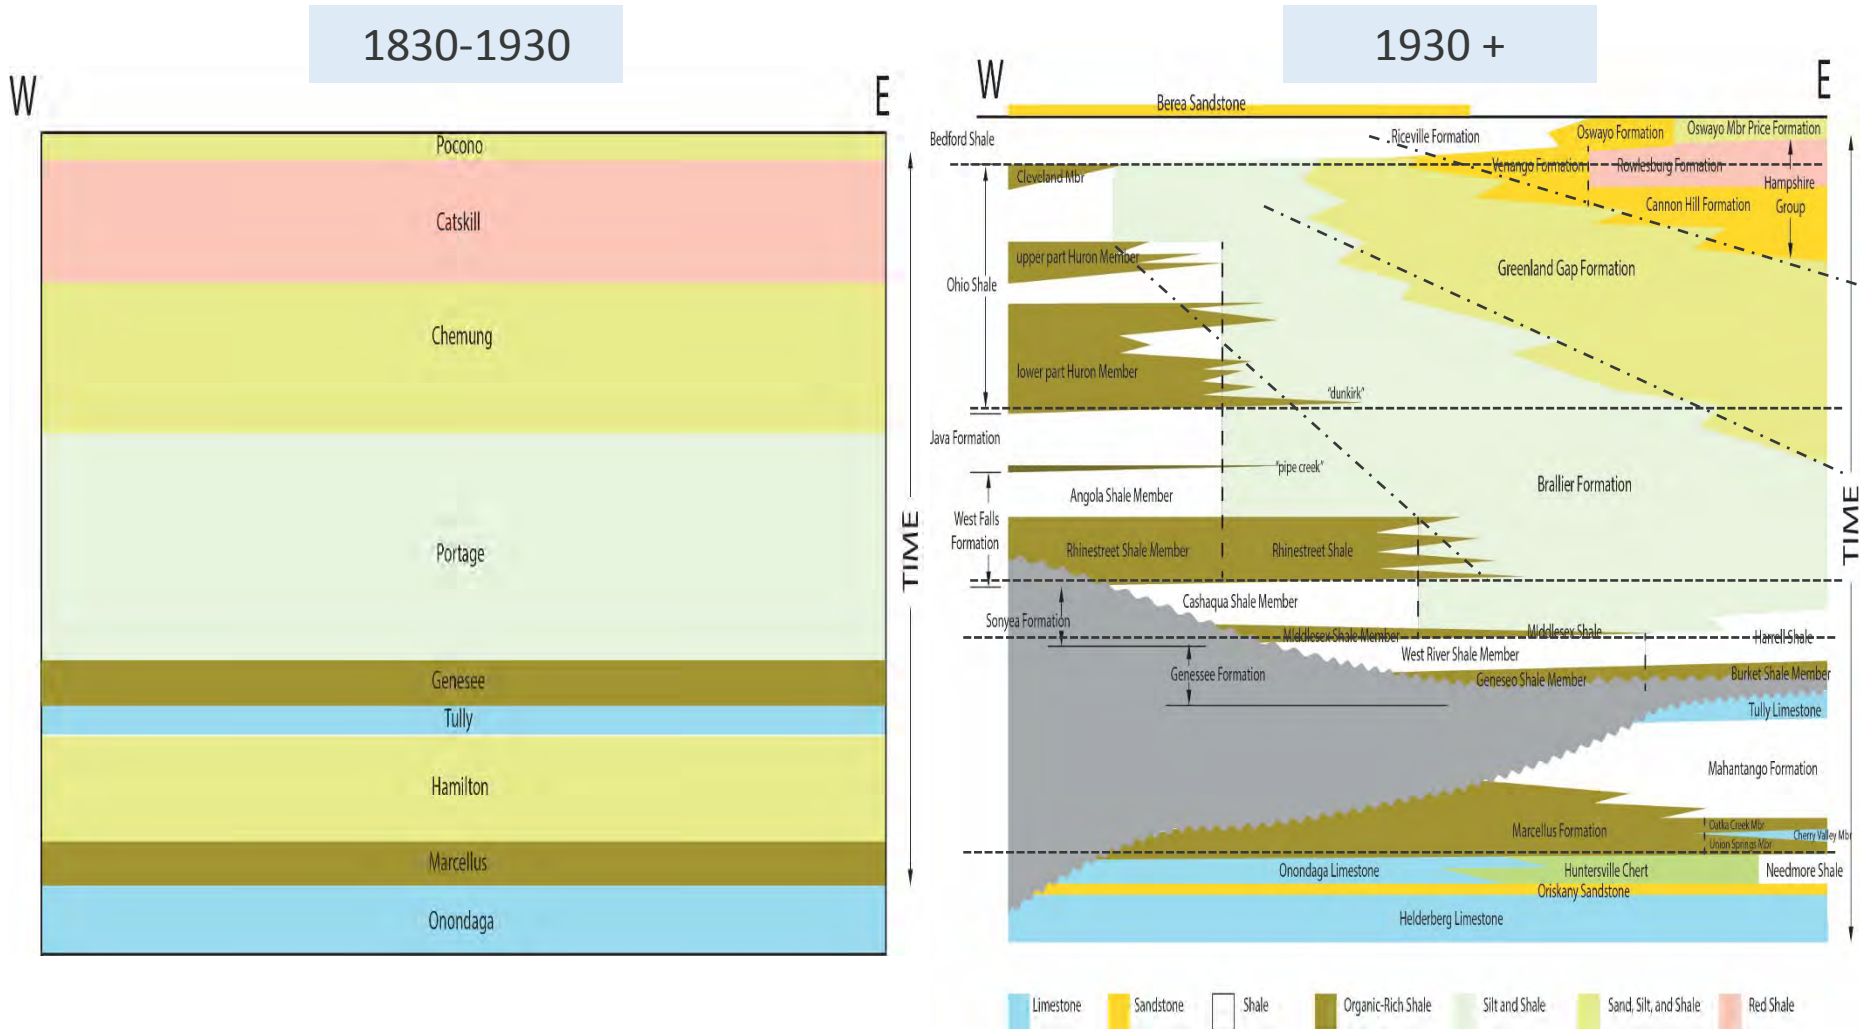 1830-1930
W
E
Pocono
Catskill
Chemung
Portage
Genesee
Tully
Hamilton
Marcellus
Onondaga
TIME
1930 +
W
E
Berea Sandstone
Bedford Shale
Riceville Formation
Oswayo Formation
Oswayo Mbr Price Formation
Cleveland Mbr
Venango Formation
Rowlesburg Formation
Hampshire
Group
Cannon Hill Formation
upper part Huron Member
Greenland Gap Formation
Ohio Shale
lower part Huron Member
"dunkirk"
Java Formation
"pipe creek"
Angola Shale Member
Brallier Formation
West Falls
Formation
Rhinestreet Shale Member
Rhinestreet Shale
Cashaqua Shale Member
Sonyea Formation
Middlesex Shale Member
Middlesex Shale
Harrell Shale
West River Shale Member
Genessee Formation
Geneseo Shale Member
Burket Shale Member
Tully Limestone
Mahantango Formation
Marcellus Formation
Oatka Creek Mbr
Cherry Valley Mbr
Union Springs Mbr
Onondaga Limestone
Huntersville Chert
Needmore Shale
Oriskany Sandstone
Helderberg Limestone
TIME
Limestone
Sandstone
Shale
Organic-Rich Shale
Silt and Shale
Sand, Silt, and Shale
Red Shale